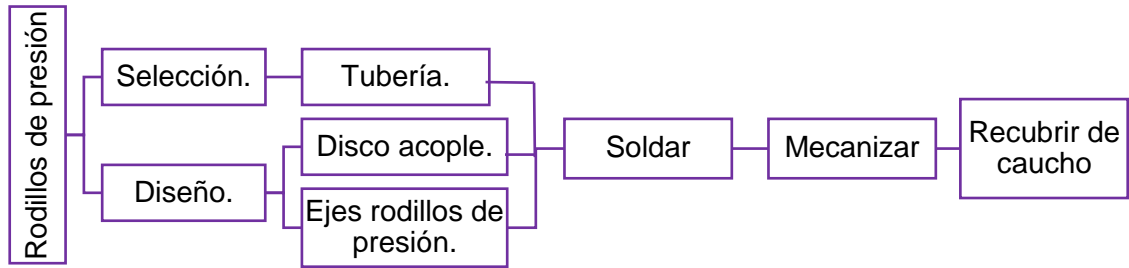 Rodillos de presión
Selección.
Tubería.
Diseño.
Disco acople.
Ejes rodillos de
presión.
Soldar
Mecanizar
Recubrir de
caucho